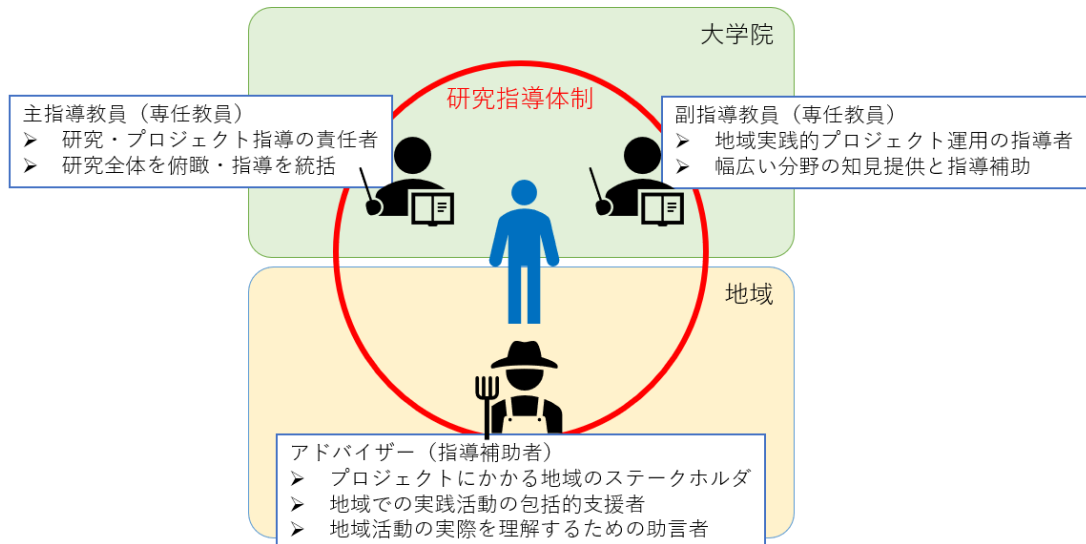 大学院
研究指導体制
主指導教員（専任教員）
➢ 研究・プロジェクト指導の責任者
➢ 研究全体を俯瞰・指導を統括
副指導教員（専任教員）
➢ 地域実践的プロジェクト運用の指導者
➢ 幅広い分野の知見提供と指導補助
地域
アドバイザー（指導補助者）
➢ プロジェクトにかかる地域のステークホルダ
➢ 地域での実践活動の包括的支援者
➢ 地域活動の実際を理解するための助言者